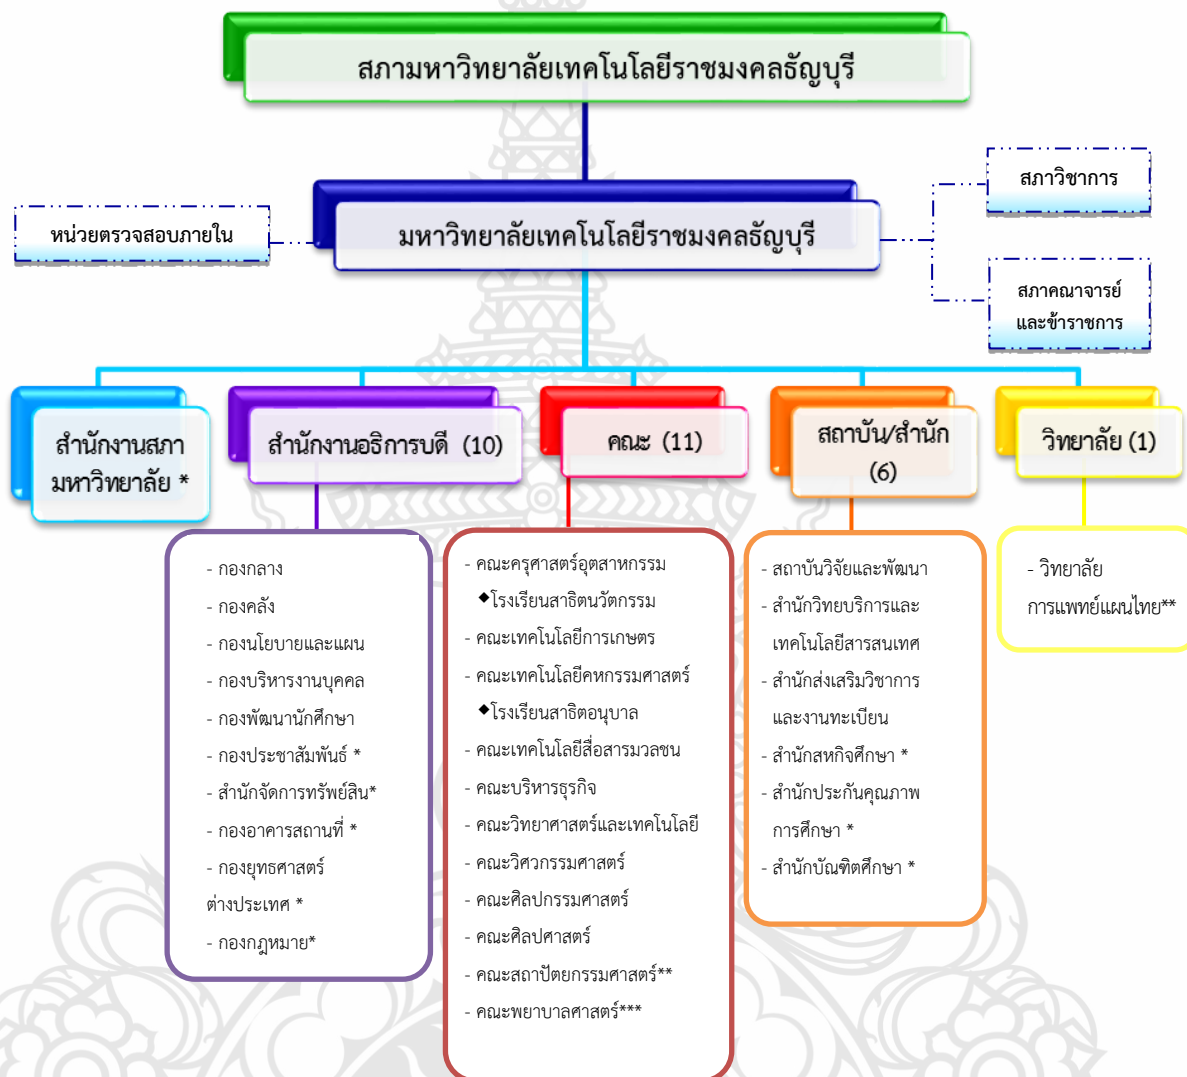 สภามหาวิทยาลัยเทคโนโลยีราชมงคลธัญบุรี
สภาวิชาการ
หน่วยตรวจสอบภายใน
มหาวิทยาลัยเทคโนโลยีราชมงคลธัญบุรี
สภาคณาจารย์
และข้าราชการ
สำนักงานสภา
มหาวิทยาลัย *
สำนักงานอธิการบดี (10)
คณะ (11)
สถาบัน/สำนัก
(6)
วิทยาลัย (1)
- กองกลาง
- กองคลัง
- กองนโยบายและแผน
- กองบริหารงานบุคคล
- กองพัฒนานักศึกษา
- กองประชาสัมพันธ์ *
- สำนักจัดการทรัพย์สิน*
- กองอาคารสถานที่ *
- กองยุทธศาสตร์
ต่างประเทศ *
- กองกฎหมาย*
- คณะครุศาสตร์อุตสาหกรรม
◆โรงเรียนสาธิตนวัตกรรม
- คณะเทคโนโลยีการเกษตร
- คณะเทคโนโลยีคหกรรมศาสตร์
◆โรงเรียนสาธิตอนุบาล
- คณะเทคโนโลยีสื่อสารมวลชน
- คณะบริหารธุรกิจ
- คณะวิทยาศาสตร์และเทคโนโลยี
- คณะวิศวกรรมศาสตร์
- คณะศิลปกรรมศาสตร์
- คณะศิลปศาสตร์
- คณะสถาปัตยกรรมศาสตร์**
- คณะพยาบาลศาสตร์***
- สถาบันวิจัยและพัฒนา
- สำนักวิทยบริการและ
เทคโนโลยีสารสนเทศ
- สำนักส่งเสริมวิชาการ
และงานทะเบียน
- สำนักสหกิจศึกษา *
- สำนักประกันคุณภาพ
การศึกษา *
- สำนักบัณฑิตศึกษา *
- วิทยาลัย
การแพทย์แผนไทย**